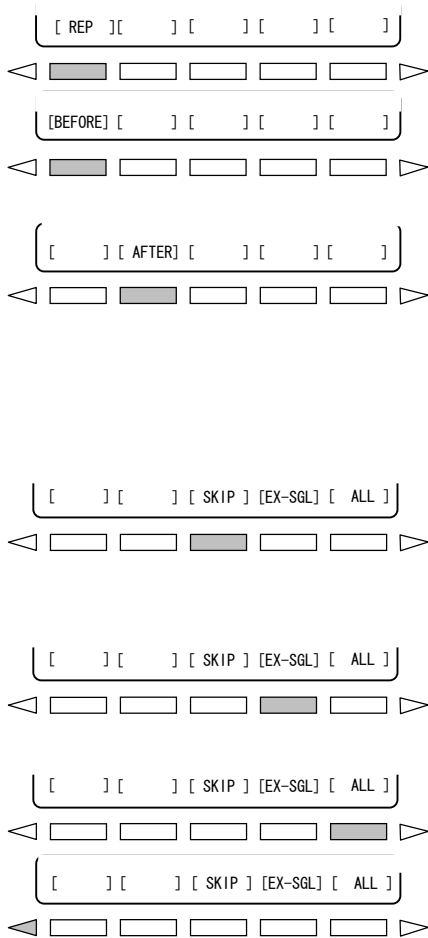 [ REP ][ ] [ ] [ ] [ ]
[BEFORE] [ ] [ ] [ ] [ ]
[ ] [ AFTER] [ ] [ ] [ ]
[ ] [ ] [ SKIP ] [EX-SGL] [ ALL ]
[ ] [ ] [ SKIP ] [EX-SGL] [ ALL ]
[ ] [ ] [ SKIP ] [EX-SGL] [ ALL ]
[ ] [ ] [ SKIP ] [EX-SGL] [ ALL ]